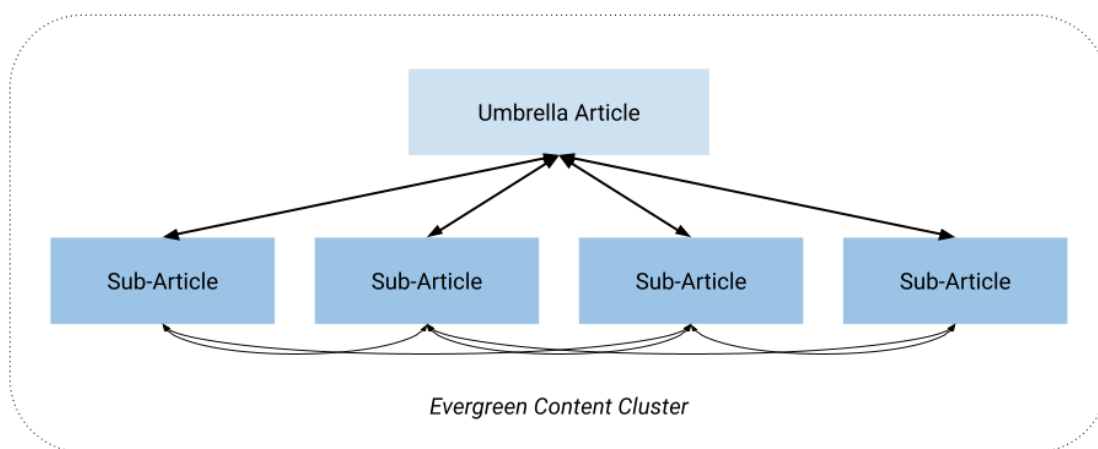 Umbrella Article
Sub-Article
Sub-Article
Sub-Article
Sub-Article
Evergreen Content Cluster